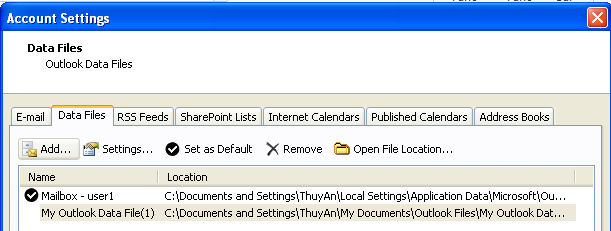 Account Settings
Data Files
Outlook Data Files
E-mail Data Files RSS Feeds SharePoint Lists Internet Calendars Published Calendars Address Books
Add... Settings... Set as Default Remove Open File Location...
Name Location
Mailbox - user1 C:\Documents and Settings\ThuyAn\Local Settings\Application Data\Microsoft\Ou...
My Outlook Data File(1) C:\Documents and Settings\ThuyAn\My Documents\Outlook Files\My Outlook Dat...